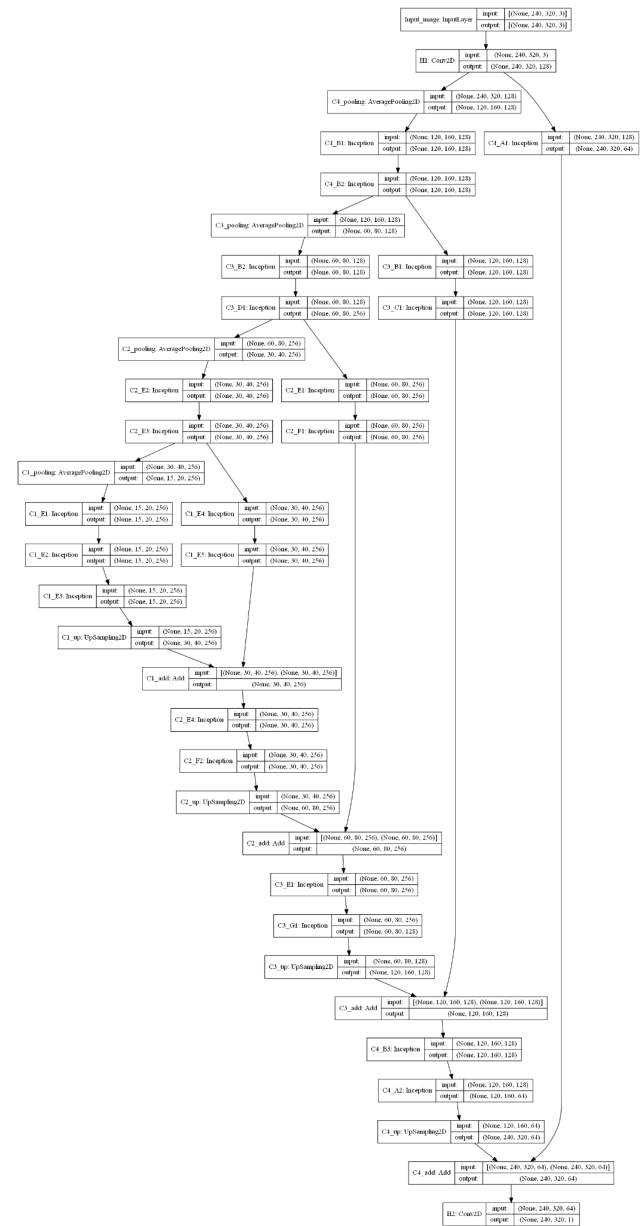 Input_image: InputLayer input: [(None, 240, 320, 3)]
output: [(None, 240, 320, 3)]
H1: Conv2D input: (None, 240, 320, 3)
output: (None, 240, 320, 128)
C4_pooling: AveragePooling2D input: (None, 240, 320, 128)
output: (None, 120, 160, 128)
C4_B1: Inception input: (None, 120, 160, 128)
output: (None, 120, 160, 128)
C4_A1: Inception input: (None, 240, 320, 128)
output: (None, 240, 320, 64)
C4_B2: Inception input: (None, 120, 160, 128)
output: (None, 120, 160, 128)
C3_pooling: AveragePooling2D input: (None, 120, 160, 128)
output: (None, 60, 80, 128)
C3_B2: Inception input: (None, 60, 80, 128)
output: (None, 60, 80, 128)
C3_B1: Inception input: (None, 120, 160, 128)
output: (None, 120, 160, 128)
C3_D1: Inception input: (None, 60, 80, 128)
output: (None, 60, 80, 256)
C3_C1: Inception input: (None, 120, 160, 128)
output: (None, 120, 160, 128)
C2_pooling: AveragePooling2D input: (None, 60, 80, 256)
output: (None, 30, 40, 256)
C2_E2: Inception input: (None, 30, 40, 256)
output: (None, 30, 40, 256)
C2_E1: Inception input: (None, 60, 80, 256)
output: (None, 60, 80, 256)
C2_E3: Inception input: (None, 30, 40, 256)
output: (None, 30, 40, 256)
C2_F1: Inception input: (None, 60, 80, 256)
output: (None, 60, 80, 256)
C1_pooling: AveragePooling2D input: (None, 30, 40, 256)
output: (None, 15, 20, 256)
C1_E1: Inception input: (None, 15, 20, 256)
output: (None, 15, 20, 256)
C1_E4: Inception input: (None, 30, 40, 256)
output: (None, 30, 40, 256)
C1_E2: Inception input: (None, 15, 20, 256)
output: (None, 15, 20, 256)
C1_E5: Inception input: (None, 30, 40, 256)
output: (None, 30, 40, 256)
C1_E3: Inception input: (None, 15, 20, 256)
output: (None, 15, 20, 256)
C1_up: UpSampling2D input: (None, 15, 20, 256)
output: (None, 30, 40, 256)
C1_add: Add input: [(None, 30, 40, 256), (None, 30, 40, 256)]
output: (None, 30, 40, 256)
C2_E4: Inception input: (None, 30, 40, 256)
output: (None, 30, 40, 256)
C2_F2: Inception input: (None, 30, 40, 256)
output: (None, 30, 40, 256)
C2_up: UpSampling2D input: (None, 30, 40, 256)
output: (None, 60, 80, 256)
C2_add: Add input: [(None, 60, 80, 256), (None, 60, 80, 256)]
output: (None, 60, 80, 256)
C3_E1: Inception input: (None, 60, 80, 256)
output: (None, 60, 80, 256)
C3_G1: Inception input: (None, 60, 80, 256)
output: (None, 60, 80, 128)
C3_up: UpSampling2D input: (None, 60, 80, 128)
output: (None, 120, 160, 128)
C3_add: Add input: [(None, 120, 160, 128), (None, 120, 160, 128)]
output: (None, 120, 160, 128)
C4_B3: Inception input: (None, 120, 160, 128)
output: (None, 120, 160, 128)
C4_A2: Inception input: (None, 120, 160, 128)
output: (None, 120, 160, 64)
C4_up: UpSampling2D input: (None, 120, 160, 64)
output: (None, 240, 320, 64)
C4_add: Add input: [(None, 240, 320, 64), (None, 240, 320, 64)]
output: (None, 240, 320, 64)
H2: Conv2D input: (None, 240, 320, 64)
output: (None, 240, 320, 1)